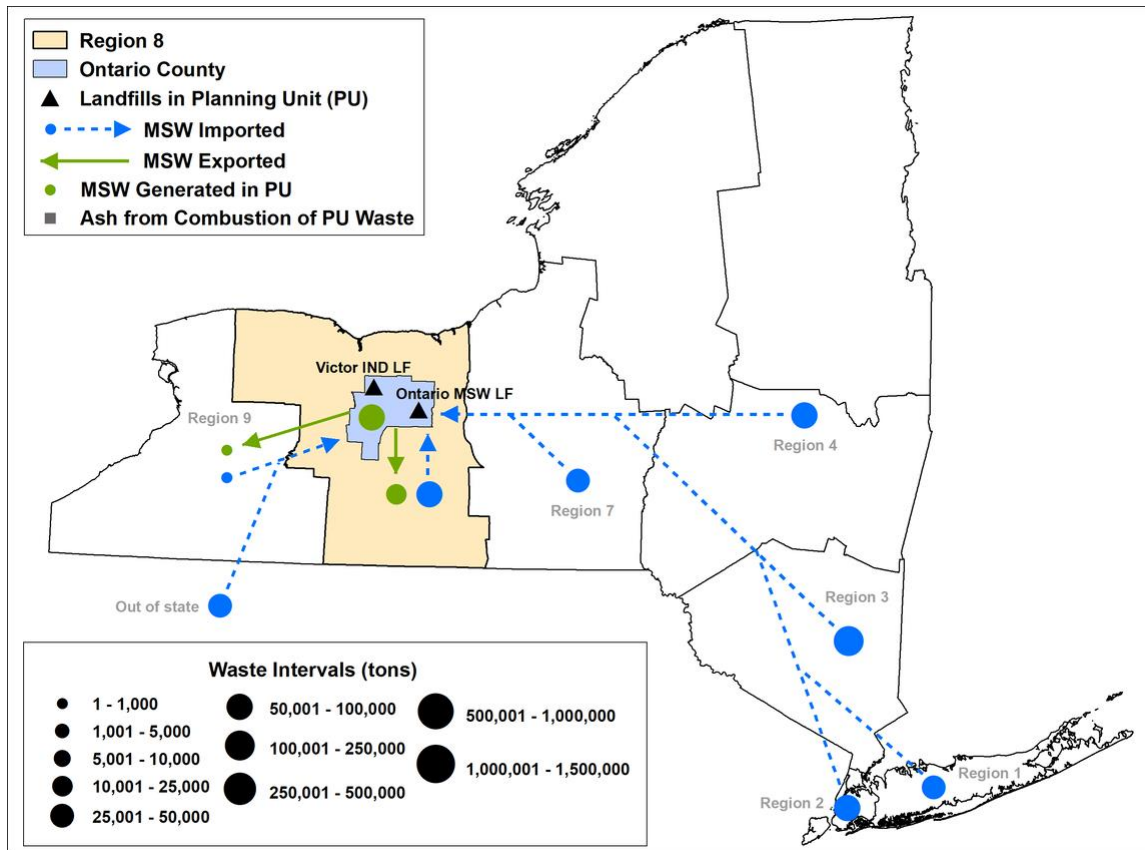 Region 8
Ontario County
Landfills in Planning Unit (PU)
MSW Imported
MSW Exported
MSW Generated in PU
Ash from Combustion of PU Waste
Victor IND LF
Ontario MSW LF
Region 9
Region 4
Region 7
Out of state
Region 3
Region 1
Region 2
Waste Intervals (tons)
1 - 1,000
1,001 - 5,000
5,001 - 10,000
10,001 - 25,000
25,001 - 50,000
50,001 - 100,000
100,001 - 250,000
250,001 - 500,000
500,001 - 1,000,000
1,000,001 - 1,500,000